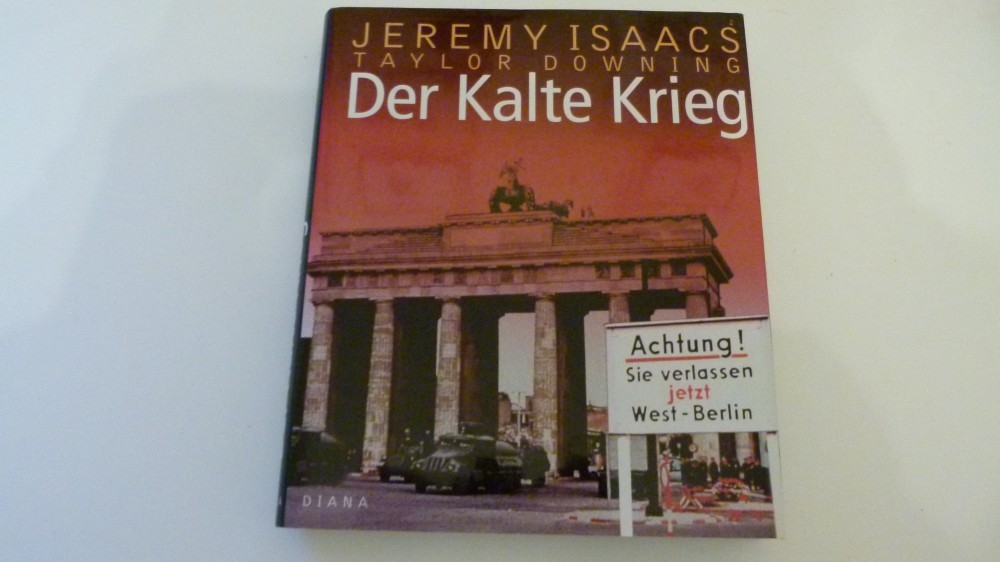 JEREMY ISAACS
TAYLOR DOWNING
Der Kalte Krieg
Achtung!
Sie verlassen
jetzt
West-Berlin
DIANA